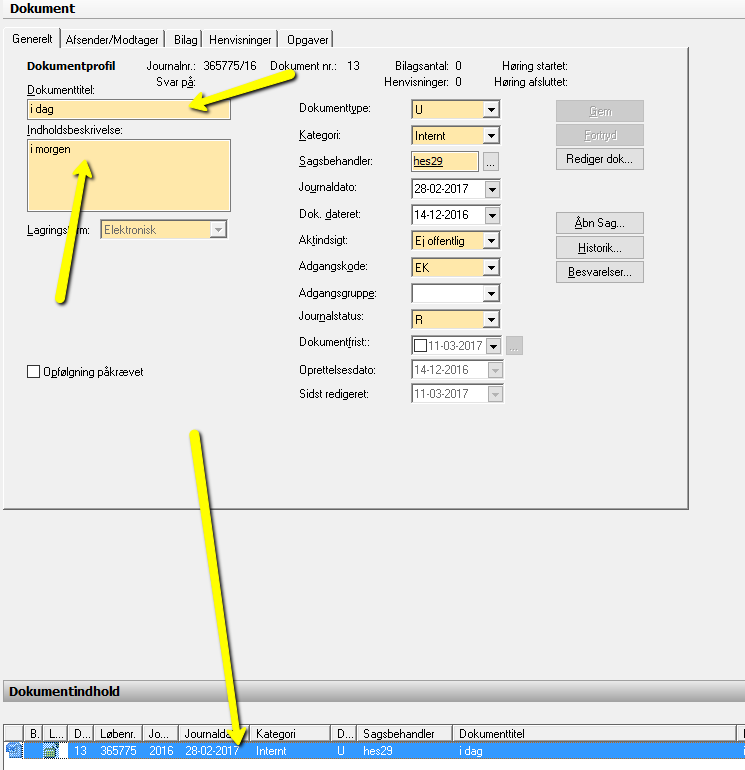 Dokument
Generelt Afsender/Modtager Bilag Henvisninger Opgaver
Dokumentprofil Journalnr.: 365775/16 Dokument nr.: 13 Bilagsantal: 0 Høring startet:
Svar på: Henvisninger: 0 Høring afsluttet:
Dokumenttitel:
i dag
Indholdsbeskrivelse:
i morgen
Lagringsform: Elektronisk
Opfølgning påkrævet
Dokumenttype: U
Kategori: Internt
Sagsbehandler: hes29 ...
Journaldato: 28-02-2017
Dok. dateret: 14-12-2016
Aktindsigt: Ej offentlig
Adgangskode: EK
Adgangsgruppe:
Journalstatus: R
Dokumentfrist:: 11-03-2017 ...
Oprettelsesdato: 14-12-2016
Sidst redigeret: 11-03-2017
Gem
Fortryd
Rediger dok...
Åbn Sag...
Historik...
Besvarelser...
Dokumentindhold
B. L... D... Løbenr. Jo... Journalda Kategori D... Sagsbehandler Dokumenttitel
13 365775 2016 28-02-2017 Internt U hes29 i dag